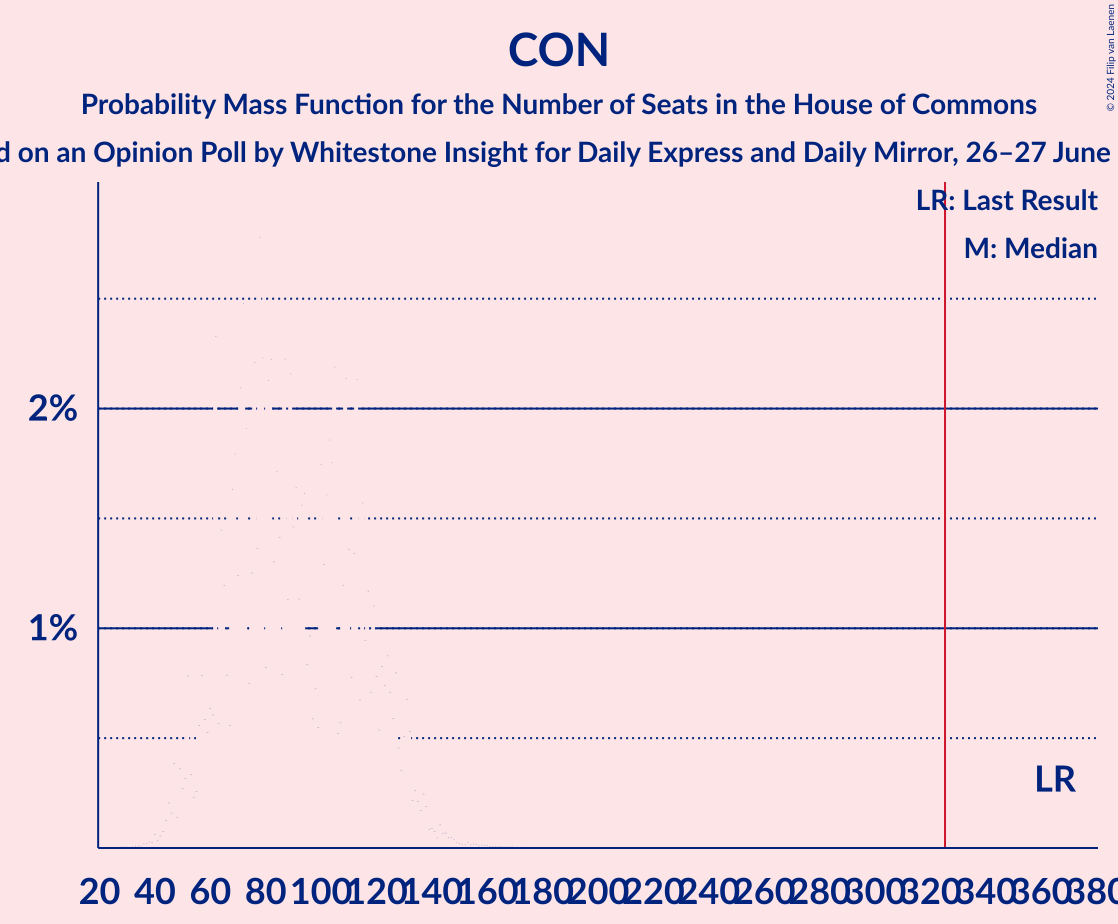 CON
Probability Mass Function for the Number of Seats in the House of Commons
on an Opinion Poll by Whitestone Insight for Daily Express and Daily Mirror, 26–27 June
© 2024 Filip van Laenen
LR: Last Result
M: Median
2%
1%
LR
20 40 60 80 100 120 140 160 180 200 220 240 260 280 300 320 340 360 380